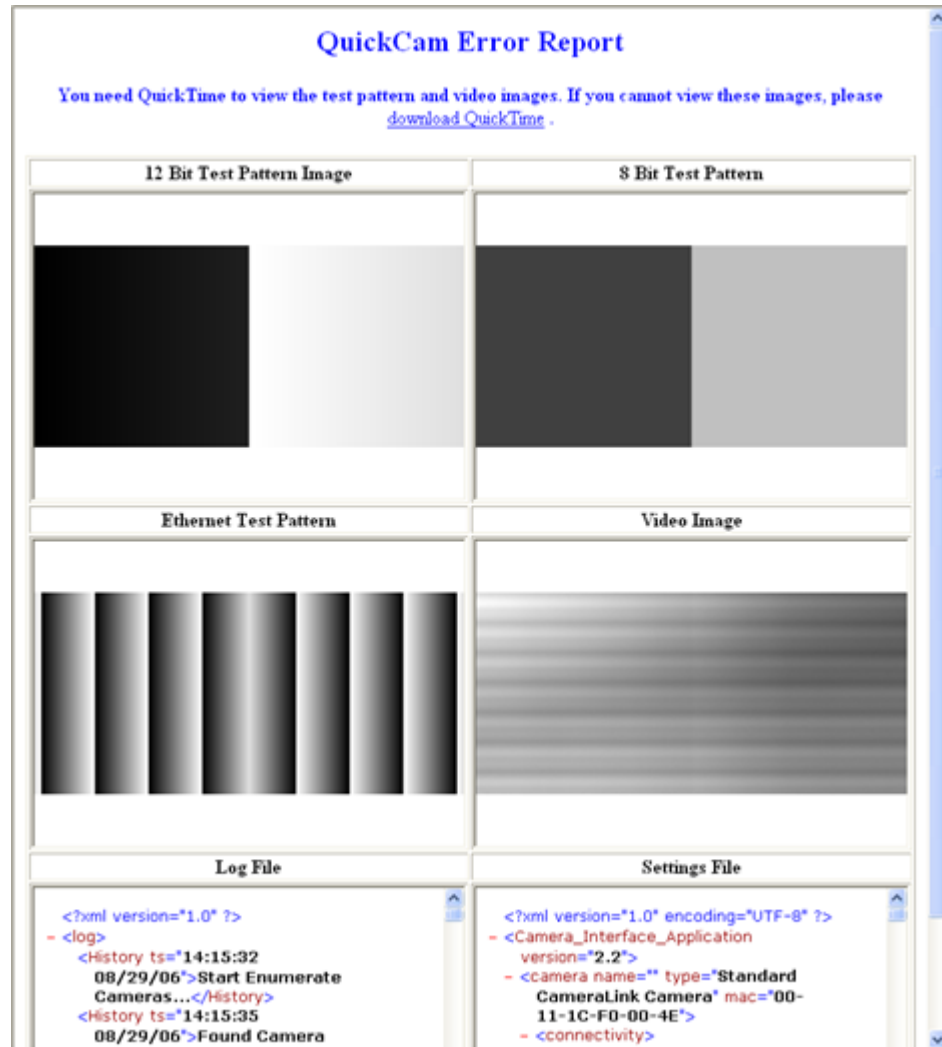 QuickCam Error Report
You need QuickTime to view the test pattern and video images. If you cannot view these images, please
download QuickTime .
12 Bit Test Pattern Image
8 Bit Test Pattern
Ethernet Test Pattern
Video Image
Log File
Settings File
<?xml version="1.0" ?>
- <log>
<History ts="14:15:32
08/29/06">Start Enumerate
Cameras...</History>
<History ts="14:15:35
08/29/06">Found Camera
<?xml version="1.0" encoding="UTF-8" ?>
- <Camera_Interface_Application
version="2.2">
- <camera name="" type="Standard
CameraLink Camera" mac="00-
11-1C-F0-00-4E">
- <connectivity>